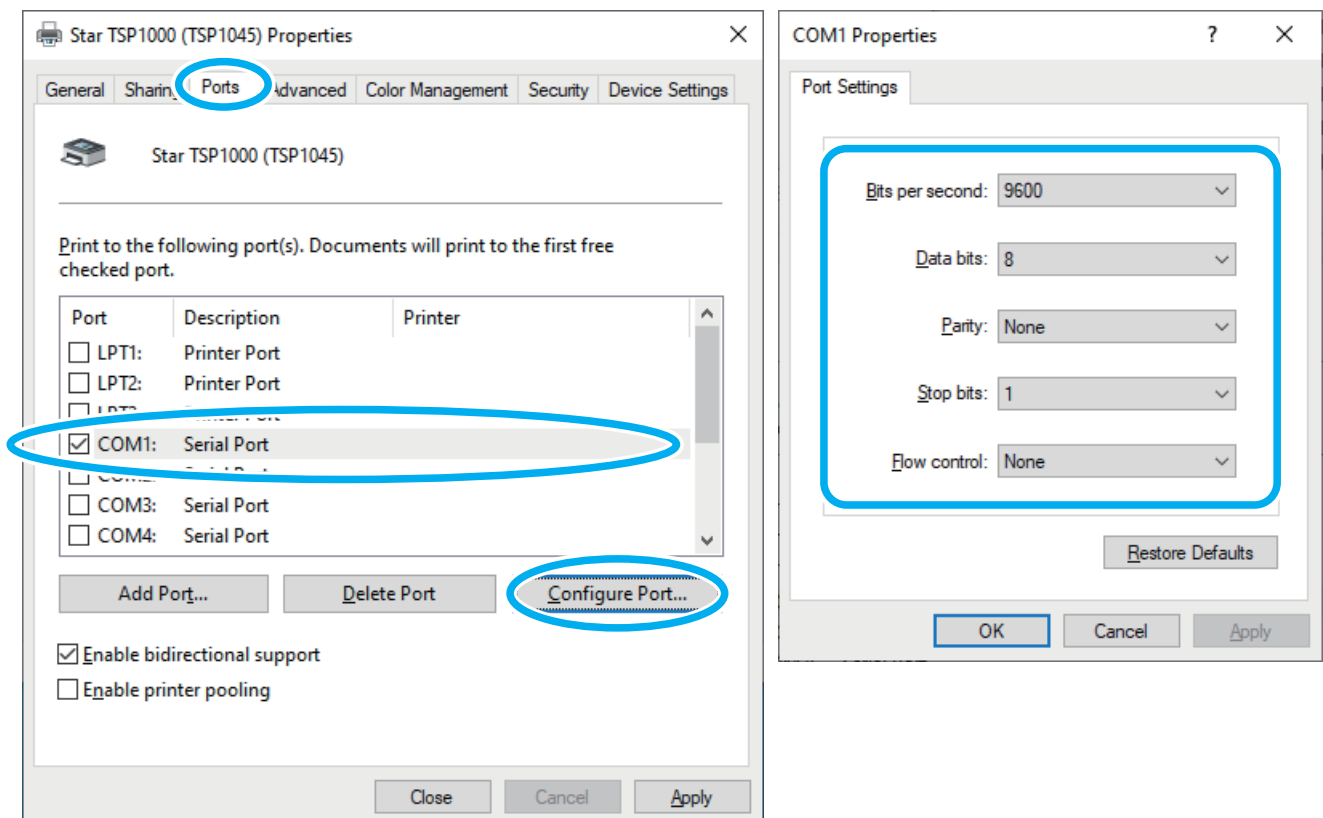 Star TSP1000 (TSP1045) Properties
General Sharing Ports Advanced Color Management Security Device Settings
Star TSP1000 (TSP1045)
Print to the following port(s). Documents will print to the first free
checked port.
Port Description Printer
LPT1: Printer Port
LPT2: Printer Port
COM1: Serial Port
COM3: Serial Port
COM4: Serial Port
Add Port... Delete Port Configure Port...
Enable bidirectional support
Enable printer pooling
Close Cancel Apply
COM1 Properties ?
Port Settings
Bits per second: 9600
Data bits: 8
Parity: None
Stop bits: 1
Flow control: None
Restore Defaults
OK Cancel Apply